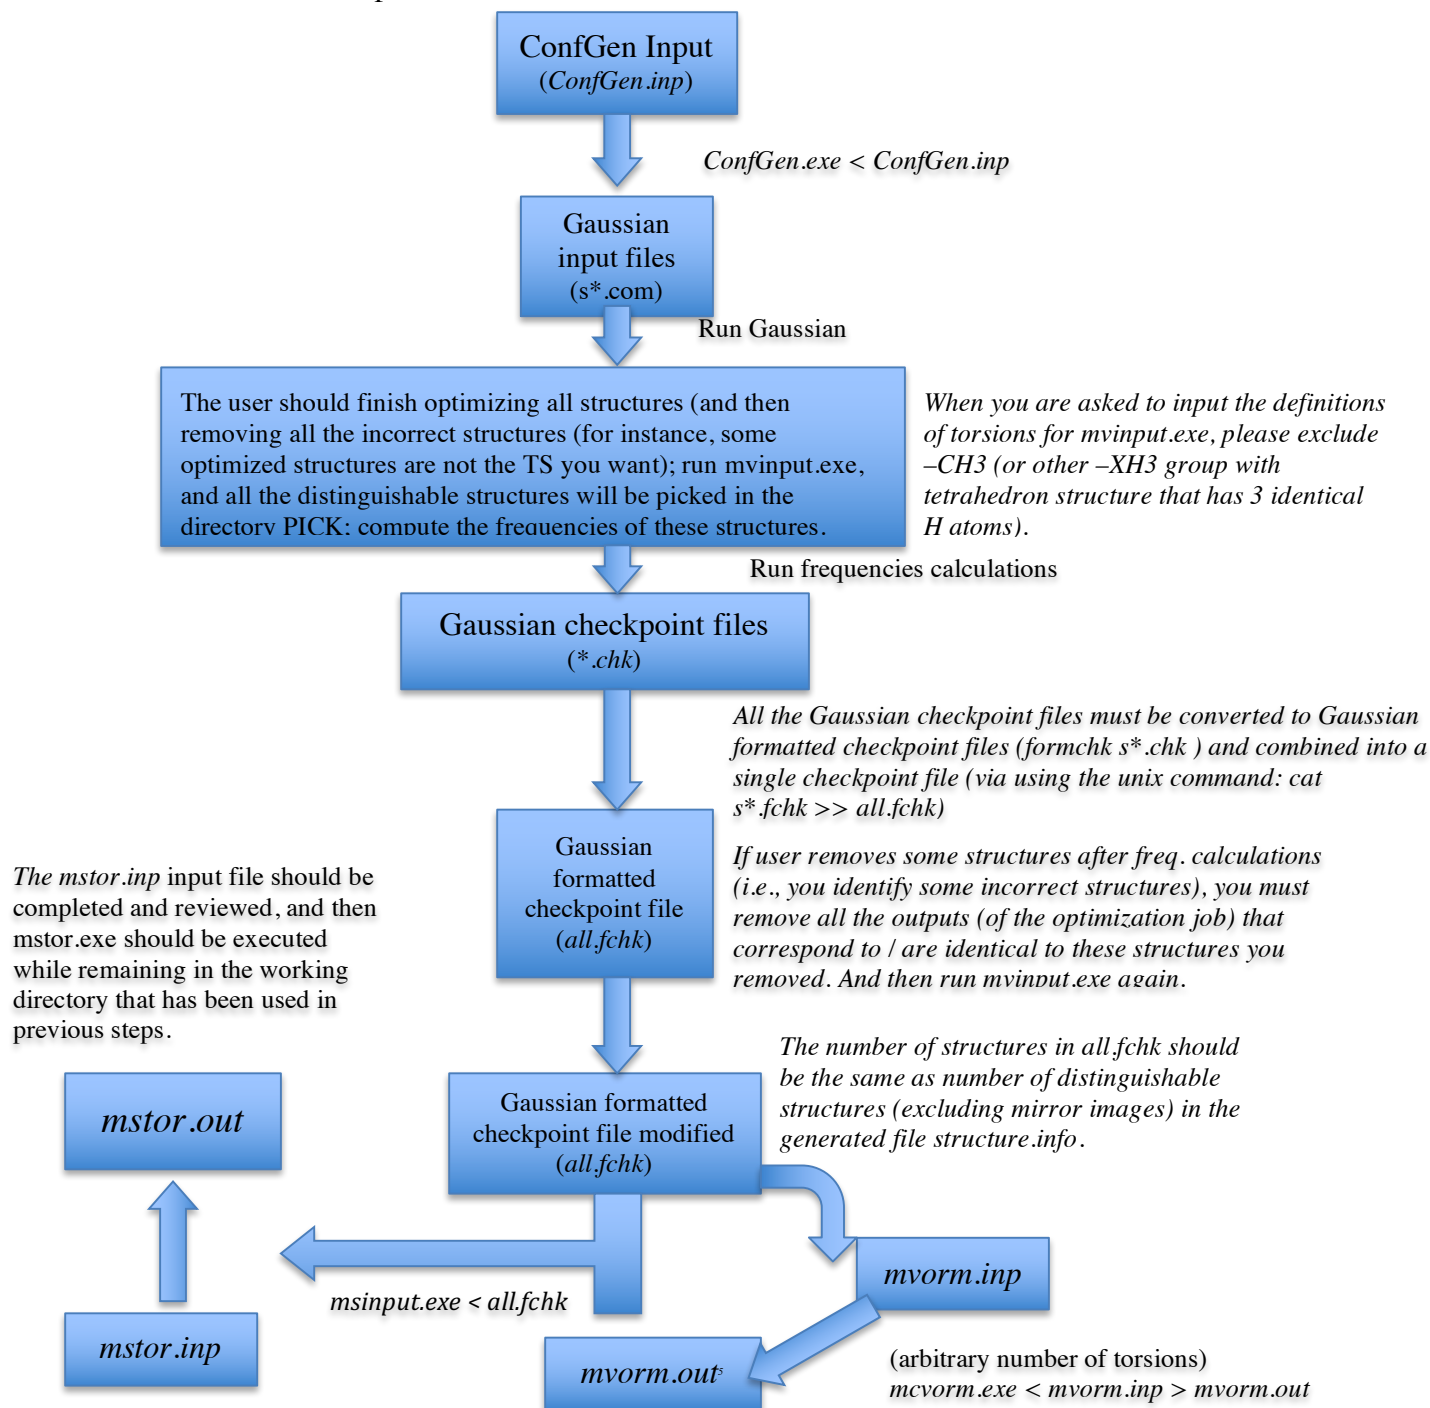 ConfGen Input
(ConfGen.inp)
ConfGen.exe < ConfGen.inp
Gaussian
input files
(s*.com)
Run Gaussian
The user should finish optimizing all structures (and then
removing all the incorrect structures (for instance, some
optimized structures are not the TS you want); run mvinput.exe,
and all the distinguishable structures will be picked in the
directory PICK; compute the frequencies of these structures.
When you are asked to input the definitions
of torsions for mvinput.exe, please exclude
–CH3 (or other –XH3 group with
tetrahedron structure that has 3 identical
H atoms).
Run frequencies calculations
Gaussian checkpoint files
(*.chk)
All the Gaussian checkpoint files must be converted to Gaussian
formatted checkpoint files (formchk s*.chk ) and combined into a
single checkpoint file (via using the unix command: cat
s*.fchk >> all.fchk)
Gaussian
formatted
checkpoint file
(all.fchk)
If user removes some structures after freq. calculations
(i.e., you identify some incorrect structures), you must
remove all the outputs (of the optimization job) that
correspond to / are identical to these structures you
removed. And then run mvinput.exe again.
The mstor.inp input file should be
completed and reviewed, and then
mstor.exe should be executed
while remaining in the working
directory that has been used in
previous steps.
The number of structures in all.fchk should
be the same as number of distinguishable
structures (excluding mirror images) in the
generated file structure.info.
Gaussian formatted
checkpoint file modified
(all.fchk)
mstor.out
mvorm.inp
msinput.exe < all.fchk
mstor.inp
mvorm.out5
(arbitrary number of torsions)
mcvorm.exe < mvorm.inp > mvorm.out